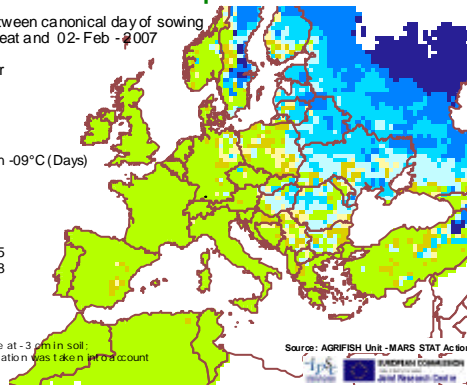 tween canonical day of sowing
eat and 02- Feb - 2007
r
n -09°C (Days)
5
3
e at - 3 cm in soil;
ation was taken into account
Source: AGRIFISH Unit -MARS STAT Action
EUROPEAN COMMISSION
Joint Research Centre